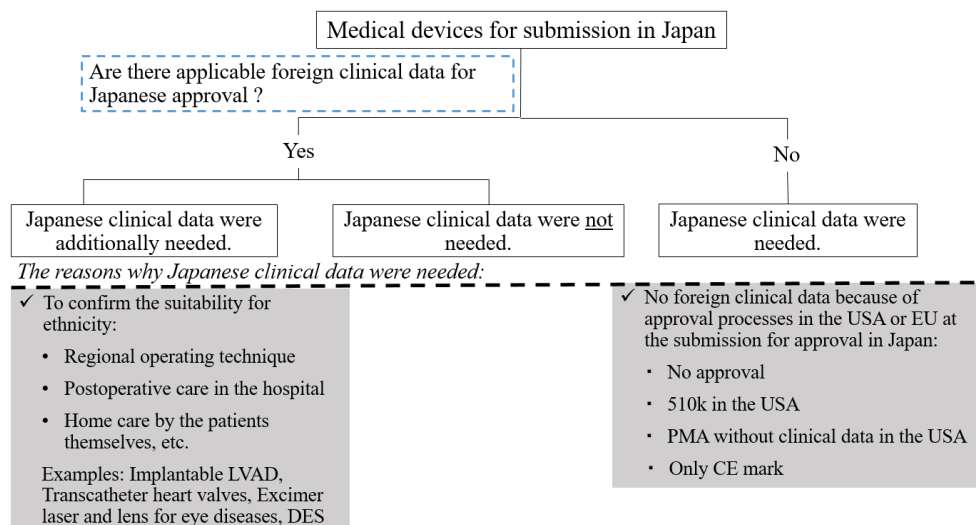 Medical devices for submission in Japan
Are there applicable foreign clinical data for
Japanese approval ?
Yes
No
Japanese clinical data were
additionally needed.
Japanese clinical data were not
needed.
Japanese clinical data were
needed.
The reasons why Japanese clinical data were needed:
✓ To confirm the suitability for
ethnicity:
• Regional operating technique
• Postoperative care in the hospital
• Home care by the patients
themselves, etc.
Examples: Implantable LVAD,
Transcatheter heart valves, Excimer
laser and lens for eye diseases, DES
✓ No foreign clinical data because of
approval processes in the USA or EU at
the submission for approval in Japan:
・ No approval
・ 510k in the USA
・ PMA without clinical data in the USA
・ Only CE mark